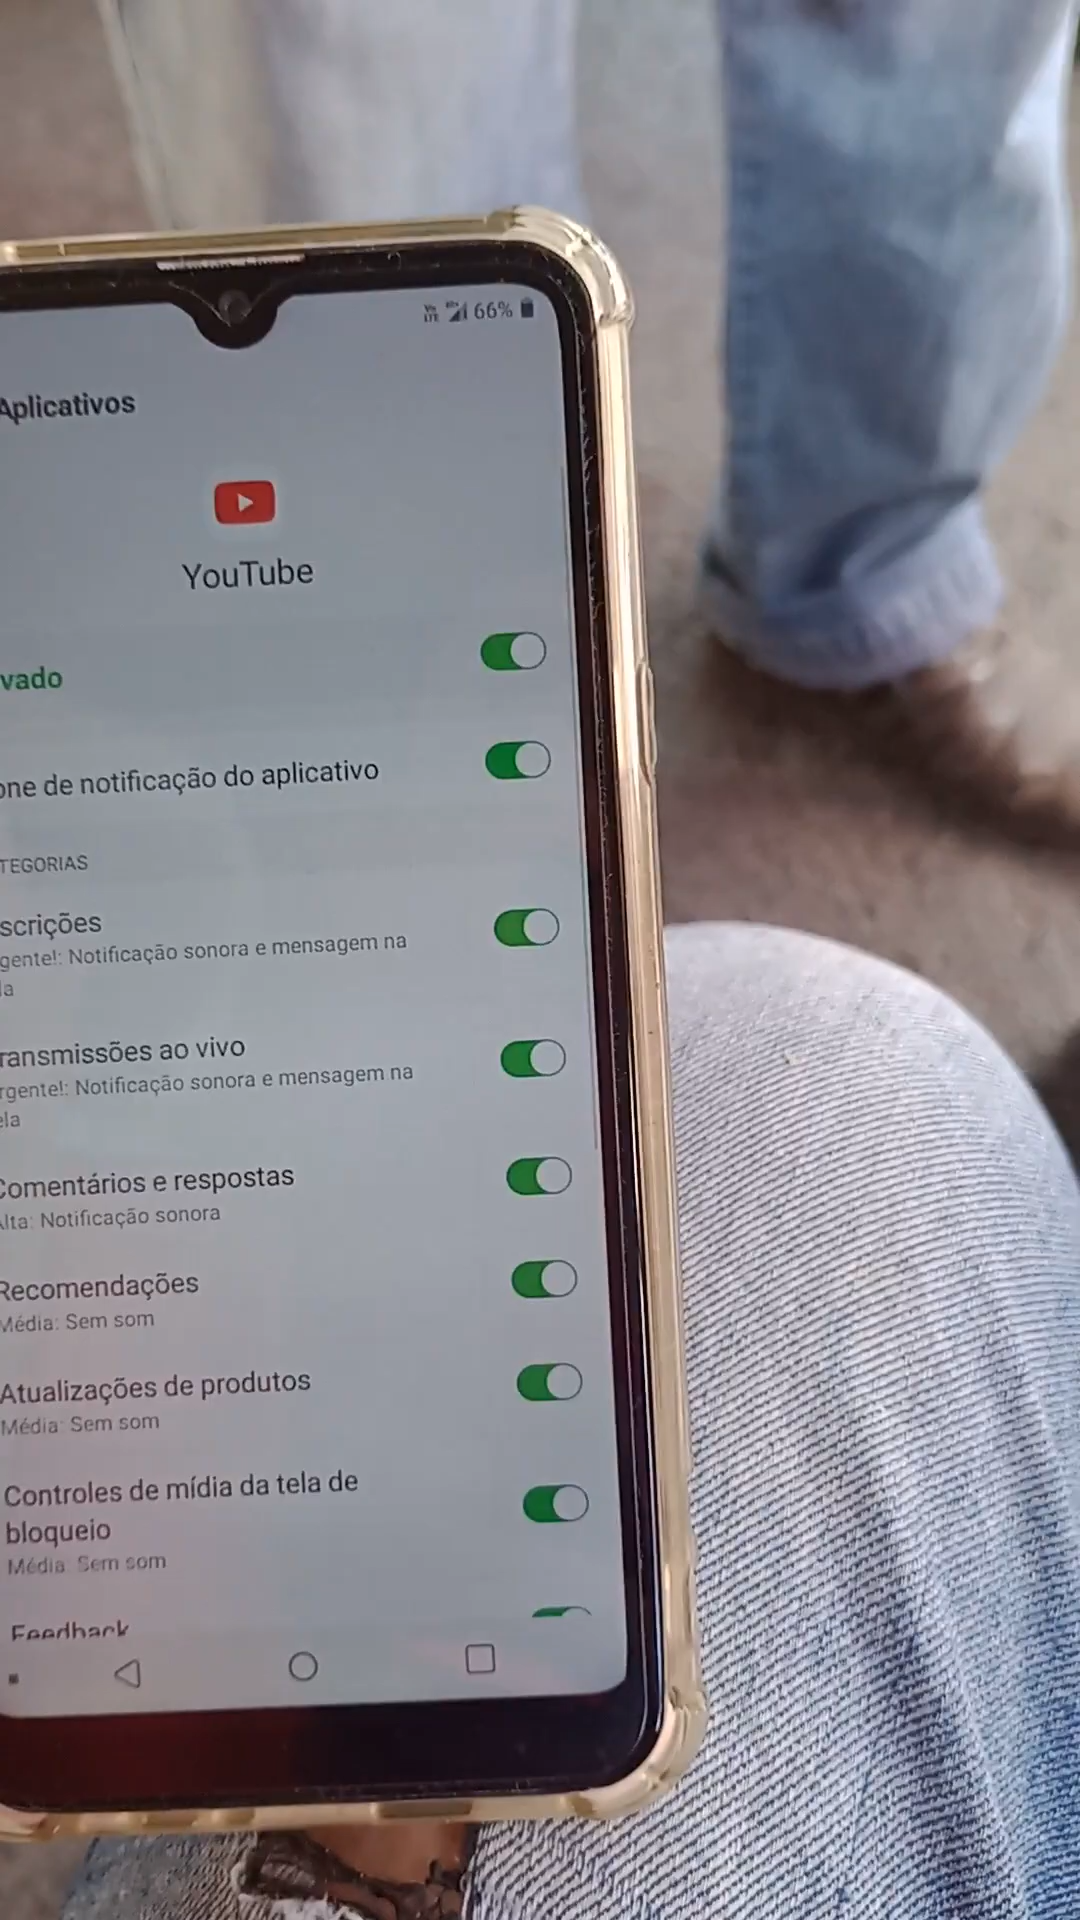 66%
Aplicativos
YouTube
vado
one de notificação do aplicativo
TEGORIAS
scrições
gente!: Notificação sonora e mensagem na
la
ransmissões ao vivo
rgente!: Notificação sonora e mensagem na
ela
Comentários e respostas
Alta: Notificação sonora
Recomendações
Média: Sem som
Atualizações de produtos
Média: Sem som
Controles de mídia da tela de
bloqueio
Média: Sem som
Feedback